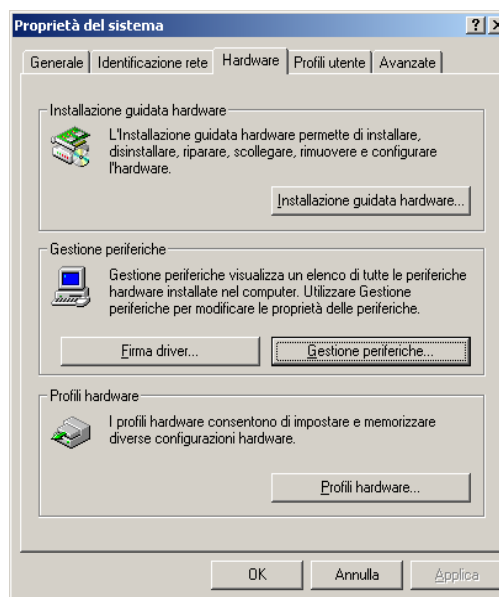 Proprietà del sistema
Generale Identificazione rete Hardware Profili utente Avanzate
Installazione guidata hardware
L'Installazione guidata hardware permette di installare,
disinstallare, riparare, scollegare, rimuovere e configurare
l'hardware.
Installazione guidata hardware...
Gestione periferiche
Gestione periferiche visualizza un elenco di tutte le periferiche
hardware installate nel computer. Utilizzare Gestione
periferiche per modificare le proprietà delle periferiche.
Firma driver... Gestione periferiche...
Profili hardware
I profili hardware consentono di impostare e memorizzare
diverse configurazioni hardware.
Profili hardware...
OK Annulla Applica